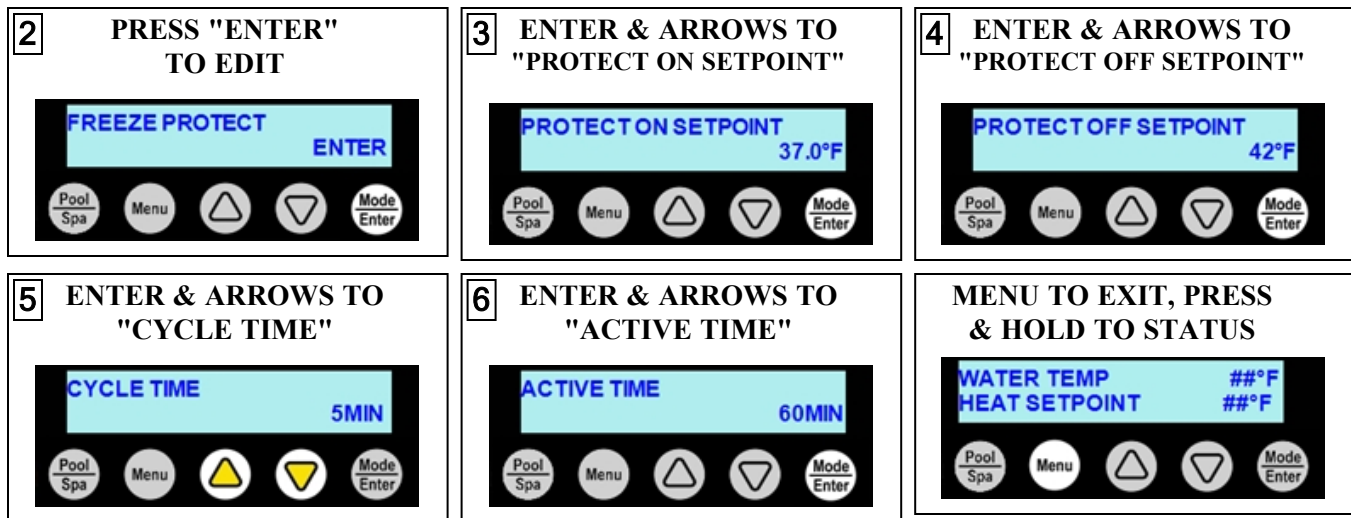 2
PRESS "ENTER"
TO EDIT
FREEZE PROTECT
ENTER
Pool
Spa
Menu
Mode
Enter
3
ENTER & ARROWS TO
"PROTECT ON SETPOINT"
PROTECT ON SETPOINT
37.0°F
Pool
Spa
Menu
Mode
Enter
4
ENTER & ARROWS TO
"PROTECT OFF SETPOINT"
PROTECT OFF SETPOINT
42°F
Pool
Spa
Menu
Mode
Enter
5
ENTER & ARROWS TO
"CYCLE TIME"
CYCLE TIME
5MIN
Pool
Spa
Menu
Mode
Enter
6
ENTER & ARROWS TO
"ACTIVE TIME"
ACTIVE TIME
60MIN
Pool
Spa
Menu
Mode
Enter
MENU TO EXIT, PRESS
& HOLD TO STATUS
WATER TEMP ##°F
HEAT SETPOINT ##°F
Pool
Spa
Menu
Mode
Enter